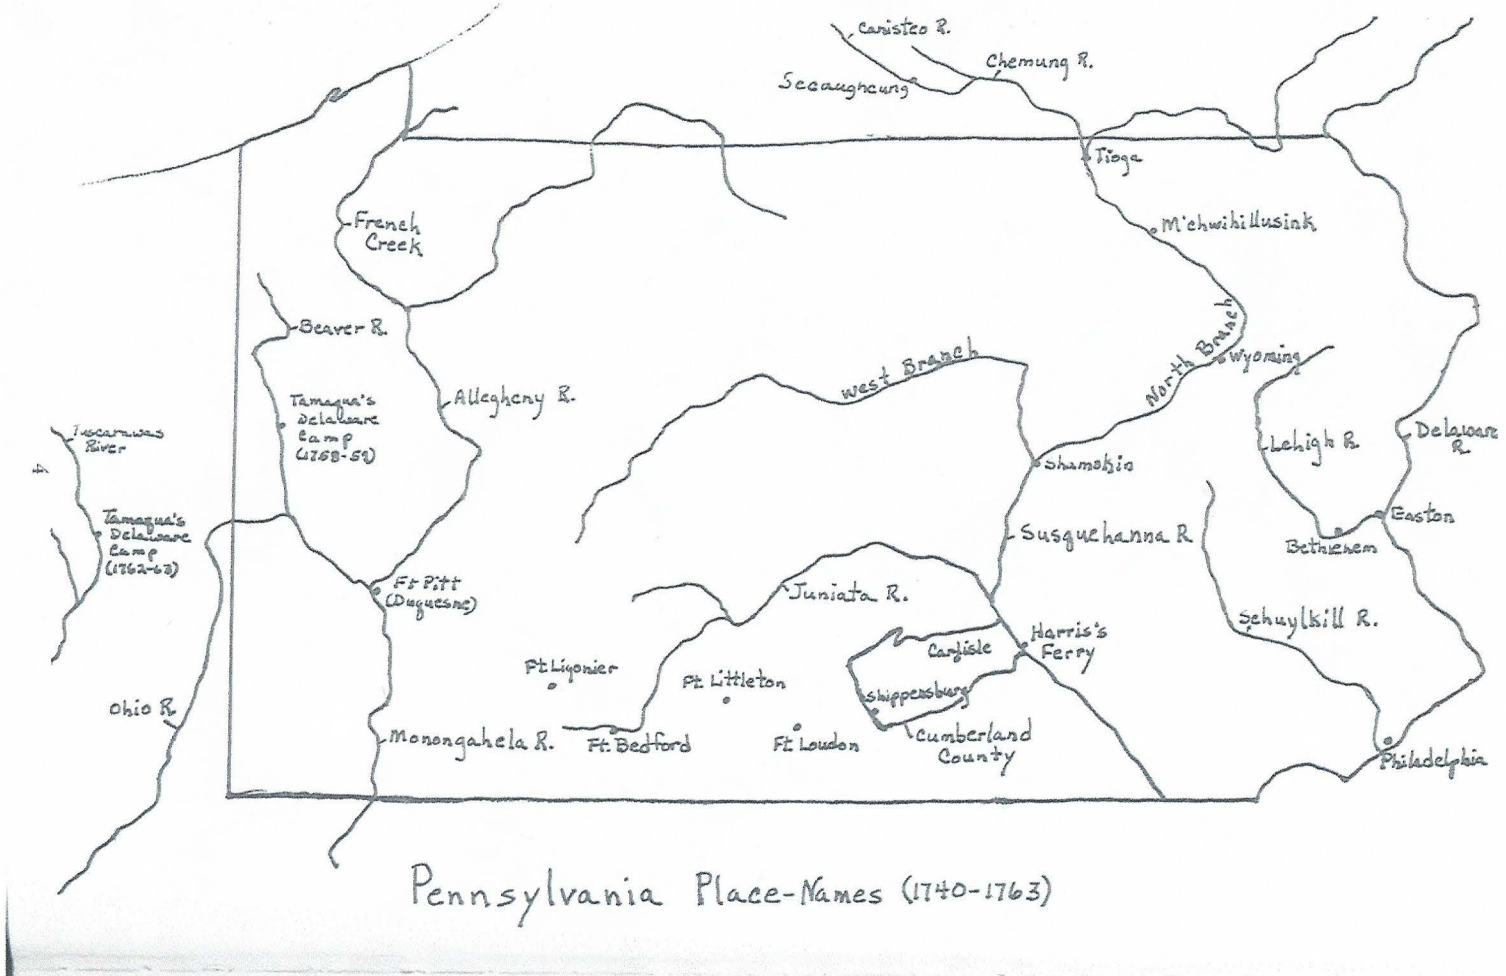 Canisteo R.
Chemung R.
Secaugheung
Tioga
M'chwihillusink
French
Creek
Beaver R.
North Branch
Wyoming
West Branch
Allegheny R.
Tamaqua's
Delaware
Camp
(1758-59)
Tuscarawas
River
4
Lehigh R.
Delaware
R.
Shamokin
Tamaqua's
Delaware
Camp
(1762-63)
Easton
Bethlehem
Susquehanna R
Ft Pitt
(Duquesne)
Juniata R.
Schuylkill R.
Harris's
Ferry
Carlisle
Ft Ligonier
Ft Littleton
Shippensburg
Ohio R.
Monongahela R.
Ft Bedford
Ft Loudon
Cumberland
County
Philadelphia
Pennsylvania Place-Names (1740-1763)